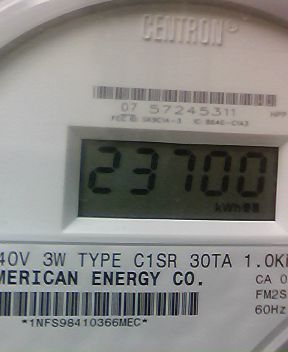 CENTRON®
07 57245311
HPP
23700
kWh
40V 3W TYPE C1SR 30TA 1.0K
MERICAN ENERGY CO.
CA 0
FM2S
60Hz
*1NFS98410366MEC*